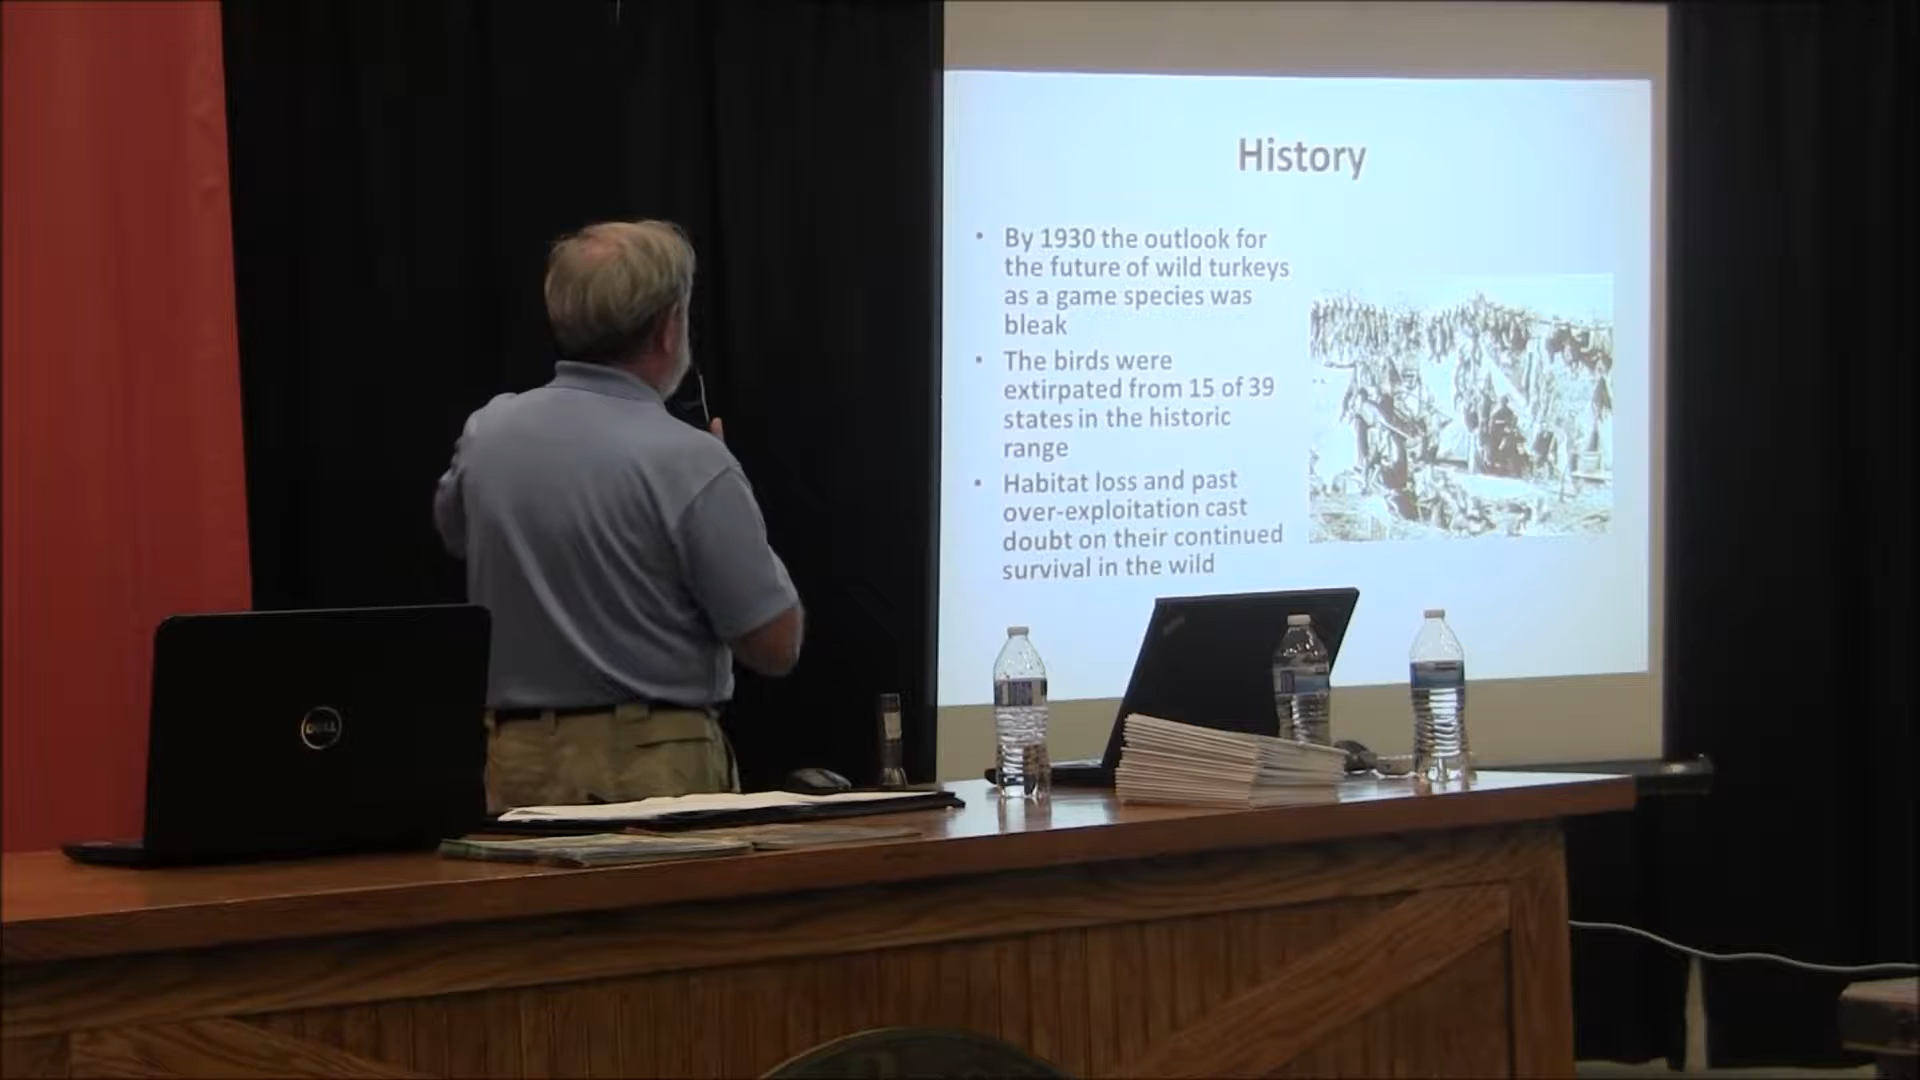 History
• By 1930 the outlook for
the future of wild turkeys
as a game species was
bleak
• The birds were
extirpated from 15 of 39
states in the historic
range
• Habitat loss and past
over-exploitation cast
doubt on their continued
survival in the wild
DELL